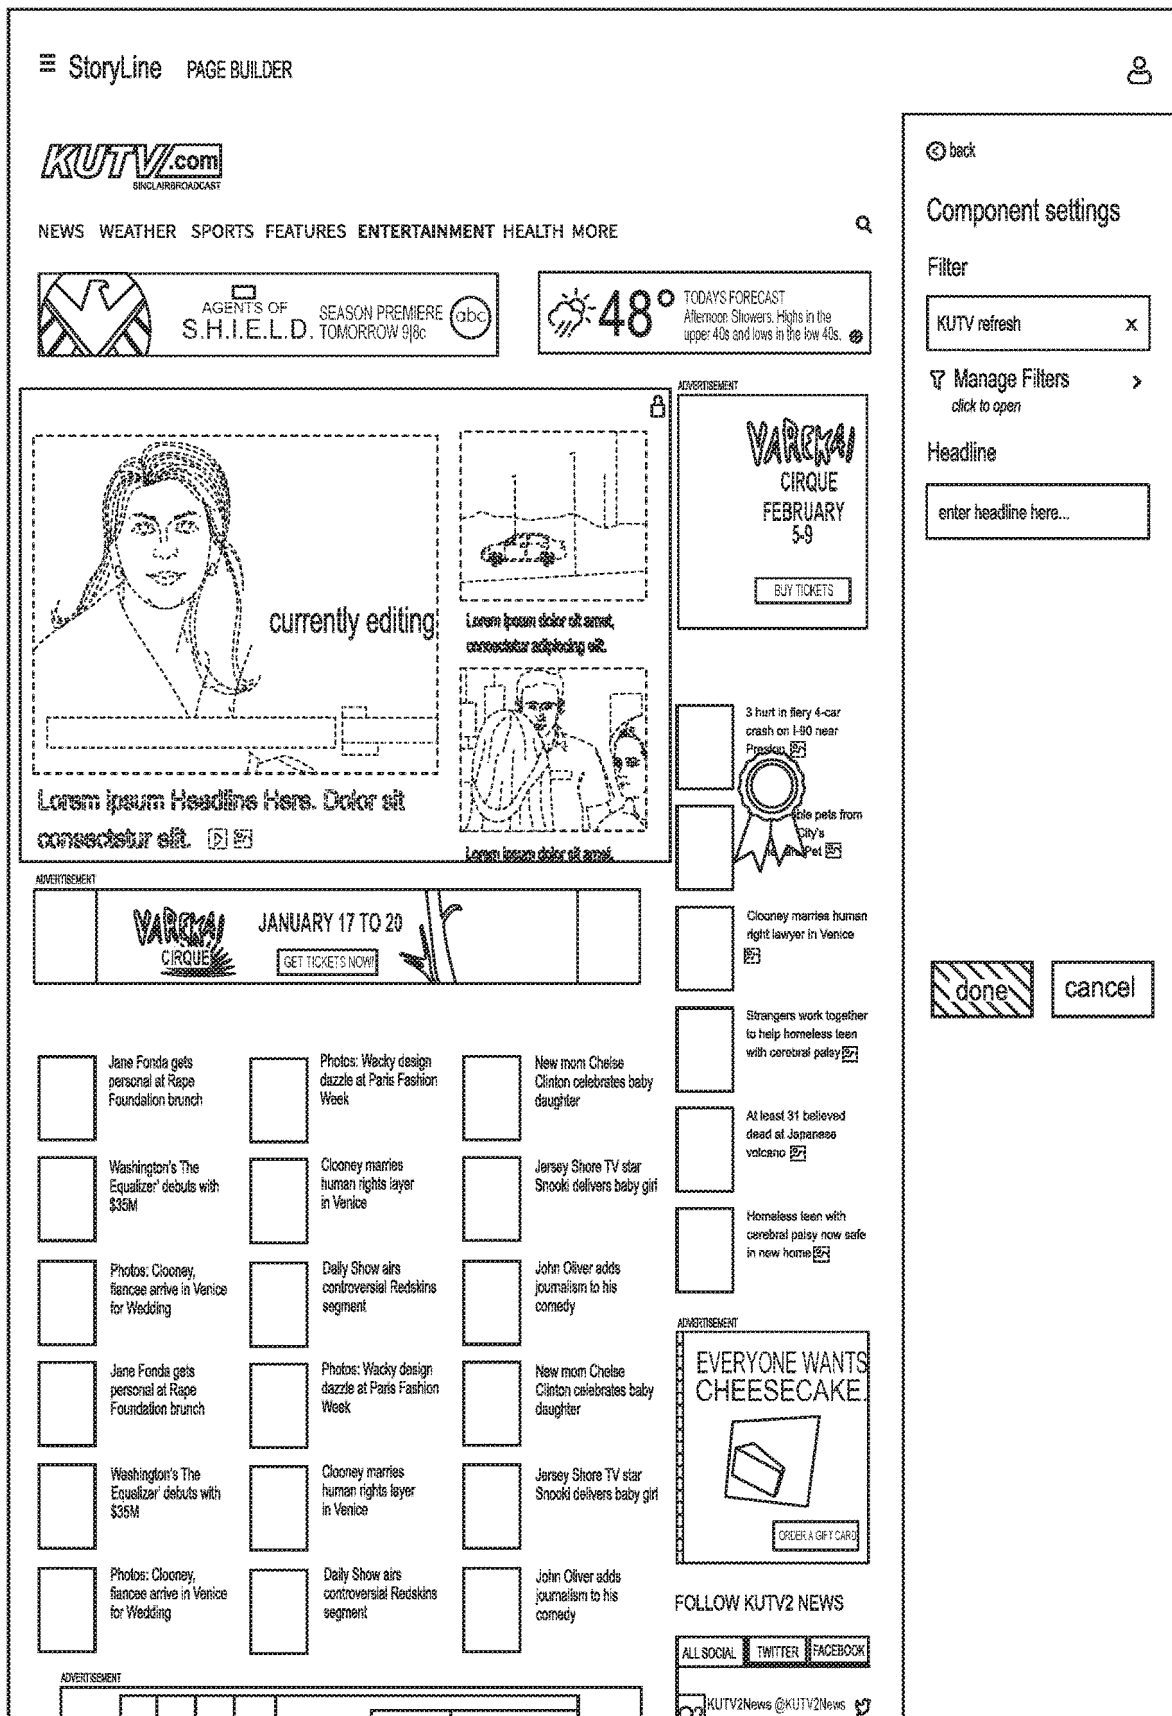 StoryLine PAGE BUILDER
KUTV.com
SINCLAIRBROADCAST
NEWS WEATHER SPORTS FEATURES ENTERTAINMENT HEALTH MORE
AGENTS OF
S.H.I.E.L.D.
SEASON PREMIERE
TOMORROW 9|8c
abc
48°
TODAYS FORECAST
Afternoon Showers. Highs in the
upper 40s and lows in the low 40s.
currently editing
Lorem ipsum Headline Here. Dolor sit
consectetur elit.
Lorem ipsum dolor sit amet,
consectetur adipiscing elit.
Lorem ipsum dolor sit amet,
ADVERTISEMENT
VAREKAI
CIRQUE
FEBRUARY
5-9
BUY TICKETS
3 hurt in fiery 4-car
crash on I-90 near
Preston
ble pets from
City's
Pet
Clooney marries human
right lawyer in Venice
Strangers work together
to help homeless teen
with cerebral palsy
At least 31 believed
dead at Japanese
volcano
Homeless teen with
cerebral palsy now safe
in new home
ADVERTISEMENT
VAREKAI
CIRQUE
JANUARY 17 TO 20
GET TICKETS NOW!
Jane Fonda gets
personal at Rape
Foundation brunch
Photos: Wacky design
dazzle at Paris Fashion
Week
New mom Chelse
Clinton celebrates baby
daughter
Washington's The
Equalizer' debuts with
$35M
Clooney marries
human rights layer
in Venice
Jersey Shore TV star
Snooki delivers baby girl
Photos: Clooney,
fiancee arrive in Venice
for Wedding
Daily Show airs
controversial Redskins
segment
John Oliver adds
journalism to his
comedy
Jane Fonda gets
personal at Rape
Foundation brunch
Photos: Wacky design
dazzle at Paris Fashion
Week
New mom Chelse
Clinton celebrates baby
daughter
Washington's The
Equalizer' debuts with
$35M
Clooney marries
human rights layer
in Venice
Jersey Shore TV star
Snooki delivers baby girl
Photos: Clooney,
fiancee arrive in Venice
for Wedding
Daily Show airs
controversial Redskins
segment
John Oliver adds
journalism to his
comedy
ADVERTISEMENT
ADVERTISEMENT
EVERYONE WANTS
CHEESECAKE.
ORDER A GIFT CARD
FOLLOW KUTV2 NEWS
ALL SOCIAL TWITTER FACEBOOK
KUTV2News @KUTV2News
back
Component settings
Filter
KUTV refresh x
Manage Filters
click to open
Headline
enter headline here...
done cancel